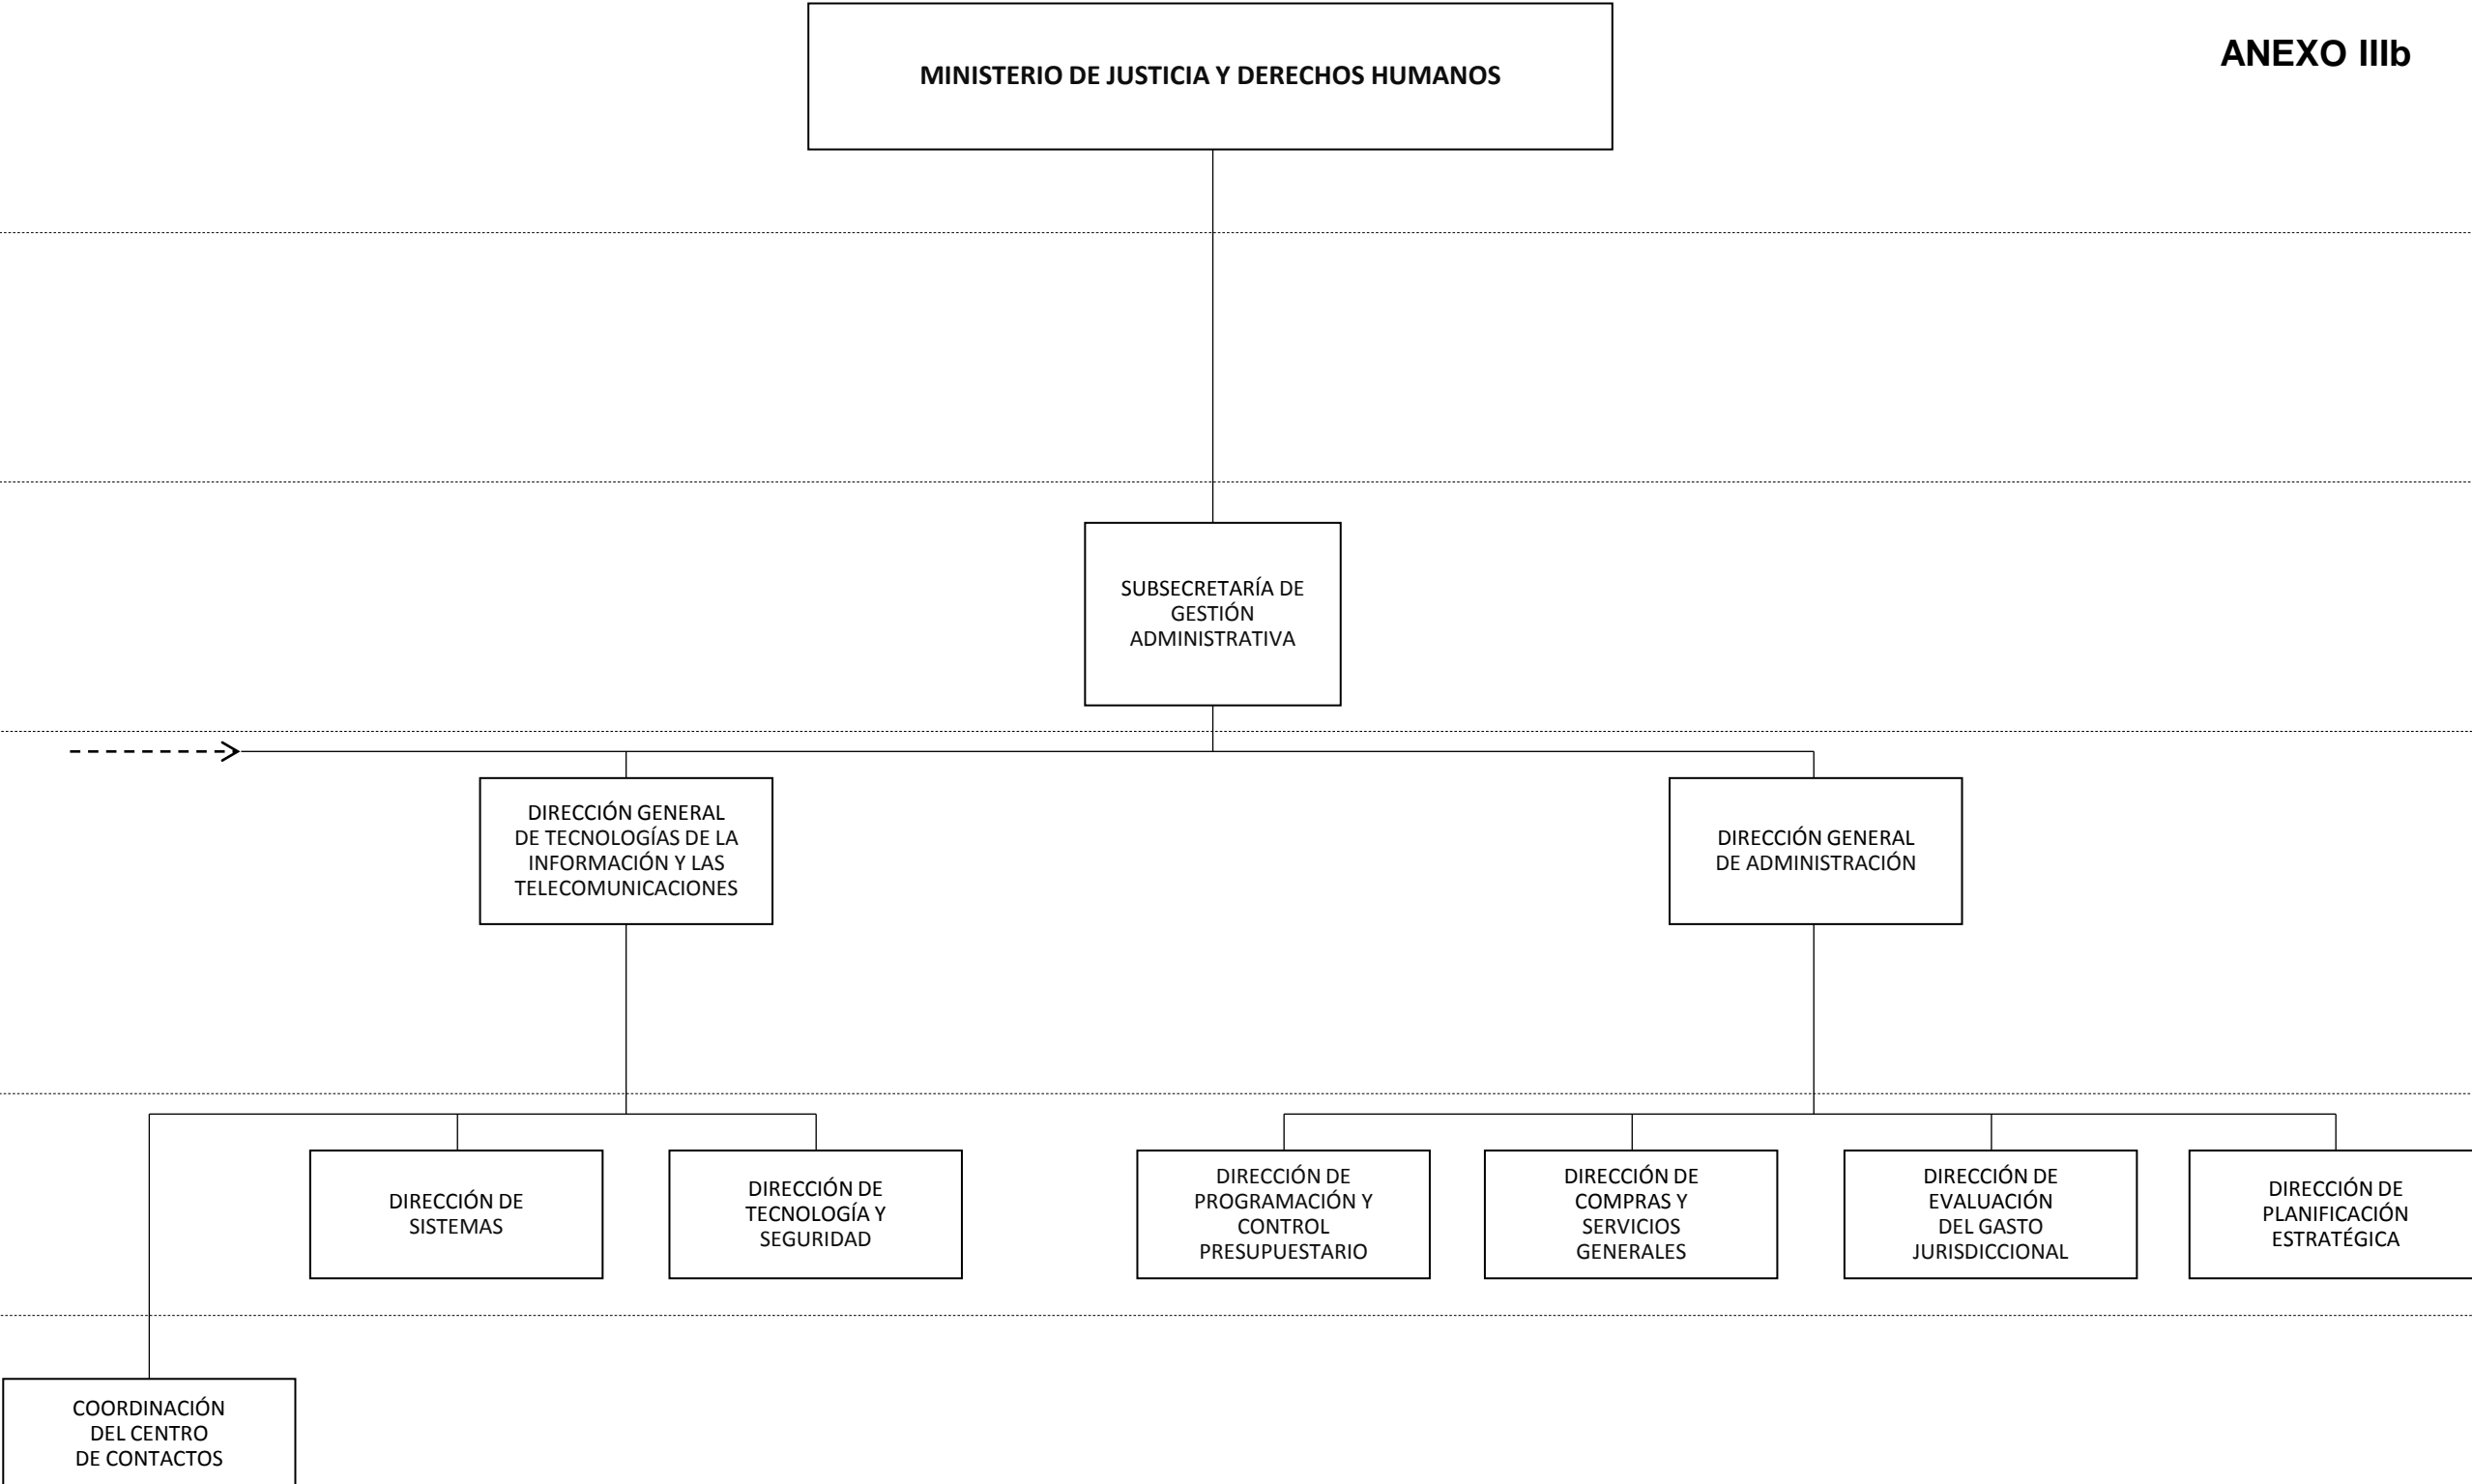 MINISTERIO DE JUSTICIA Y DERECHOS HUMANOS
ANEXO IIIb
SUBSECRETARÍA DE
GESTIÓN
ADMINISTRATIVA
DIRECCIÓN GENERAL
DE TECNOLOGÍAS DE LA
INFORMACIÓN Y LAS
TELECOMUNICACIONES
DIRECCIÓN GENERAL
DE ADMINISTRACIÓN
DIRECCIÓN DE
SISTEMAS
DIRECCIÓN DE
TECNOLOGÍA Y
SEGURIDAD
DIRECCIÓN DE
PROGRAMACIÓN Y
CONTROL
PRESUPUESTARIO
DIRECCIÓN DE
COMPRAS Y
SERVICIOS
GENERALES
DIRECCIÓN DE
EVALUACIÓN
DEL GASTO
JURISDICCIONAL
DIRECCIÓN DE
PLANIFICACIÓN
ESTRATÉGICA
COORDINACIÓN
DEL CENTRO
DE CONTACTOS